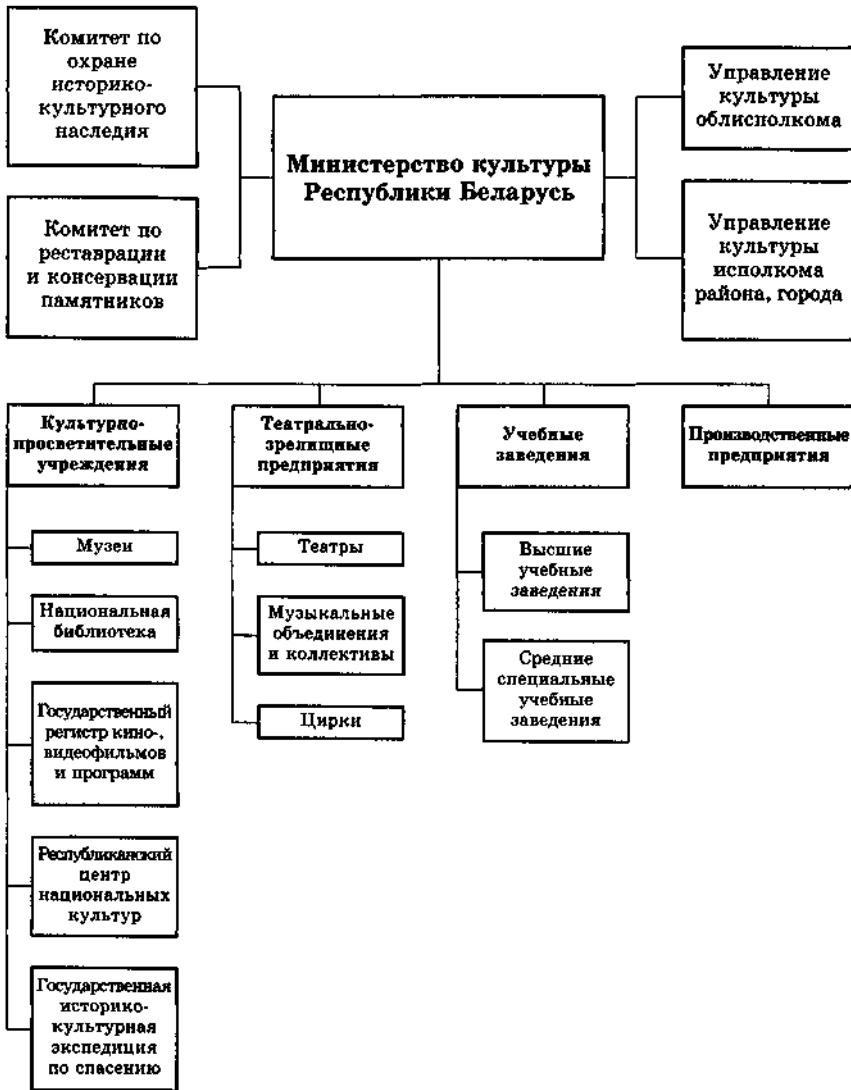 Комитет по
охране
историко-
культурного
наследия
Министерство культуры
Республики Беларусь
Управление
культуры
облисполкома
Комитет по
реставрации
и консервации
памятников
Управление
культуры
исполкома
района, города
Культурно-
просветительные
учреждения
Театрально-
зрелищные
предприятия
Учебные
заведения
Производственные
предприятия
Музеи
Национальная
библиотека
Государственный
регистр кино-,
видеофильмов
и программ
Республиканский
центр
национальных
культур
Государственная
историко-
культурная
экспедиция
по спасению
Театры
Музыкальные
объединения
и коллективы
Цирки
Высшие
учебные
заведения
Средние
специальные
учебные
заведения